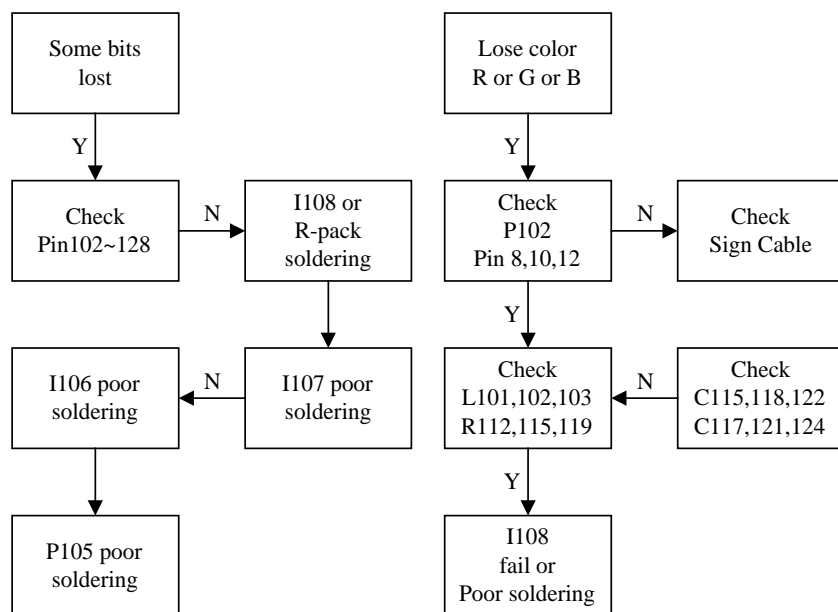 Some bits
lost
Y
Check
Pin102~128
N
I108 or
R-pack
soldering
I107 poor
soldering
N
I106 poor
soldering
P105 poor
soldering
Lose color
R or G or B
Y
Check
P102
Pin 8,10,12
N
Check
Sign Cable
Y
Check
L101,102,103
R112,115,119
N
Check
C115,118,122
C117,121,124
Y
I108
fail or
Poor soldering